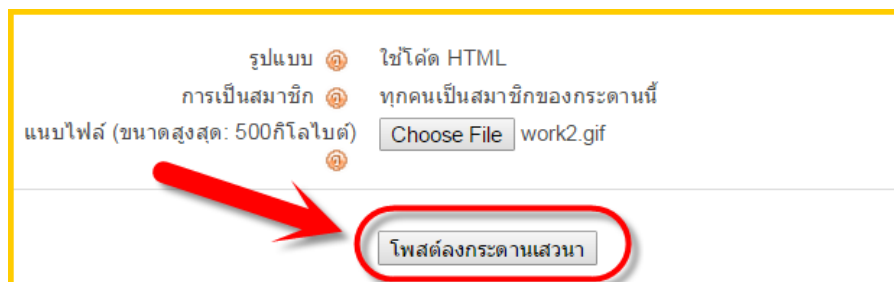 รูปแบบ ใช้โค้ด HTML
การเป็นสมาชิก ทุกคนเป็นสมาชิกของกระดานนี้
แนบไฟล์ (ขนาดสูงสุด: 500กิโลไบต์) Choose File work2.gif
โพสต์ลงกระดานเสวนา